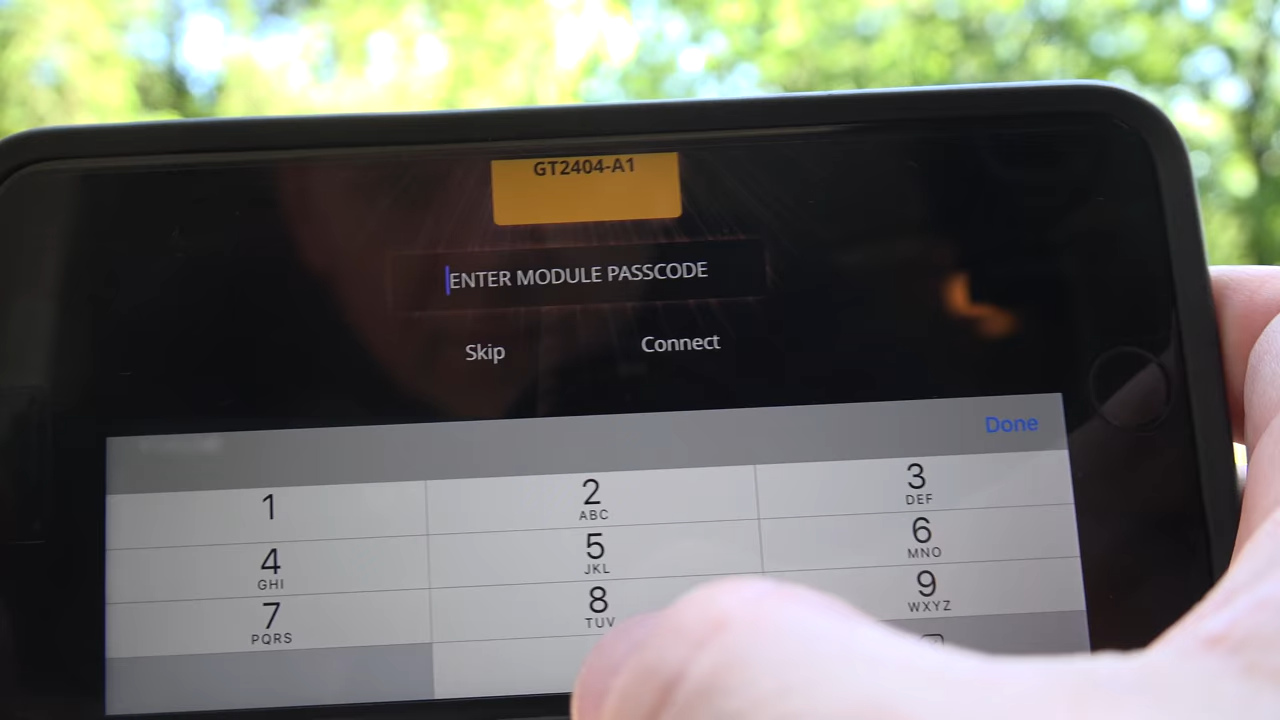 GT2404-A1
ENTER MODULE PASSCODE
Skip Connect
Done
1 2 3
ABC DEF
4 5 6
GHI JKL MNO
7 8 9
PQRS TUV WXYZ